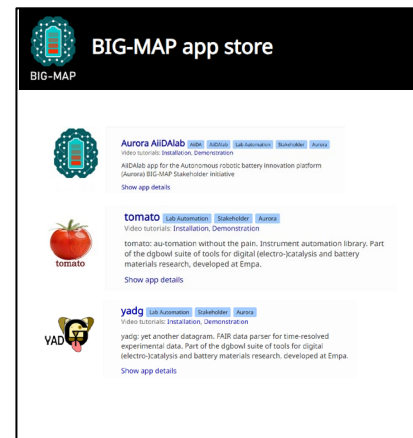 BIG-MAP app store
BIG-MAP
Aurora AiiDAlab AiiDA AiiDAlab Lab Automation Stakeholder Aurora
Video tutorials: Installation, Demonstration
AiiDAlab app for the Autonomous robotic battery innovation platform
(Aurora) BIG-MAP Stakeholder initiative
Show app details
tomato Lab Automation Stakeholder Aurora
Video tutorials: Installation, Demonstration
tomato: au-tomation without the pain. Instrument automation library. Part
of the dgbowl suite of tools for digital (electro-)catalysis and battery
materials research, developed at Empa.
Show app details
tomato
yadg Lab Automation Stakeholder Aurora
Video tutorials: Installation, Demonstration
yadg: yet another datagram. FAIR data parser for time-resolved
experimental data. Part of the dgbowl suite of tools for digital
(electro-)catalysis and battery materials research, developed at Empa.
Show app details
YAD